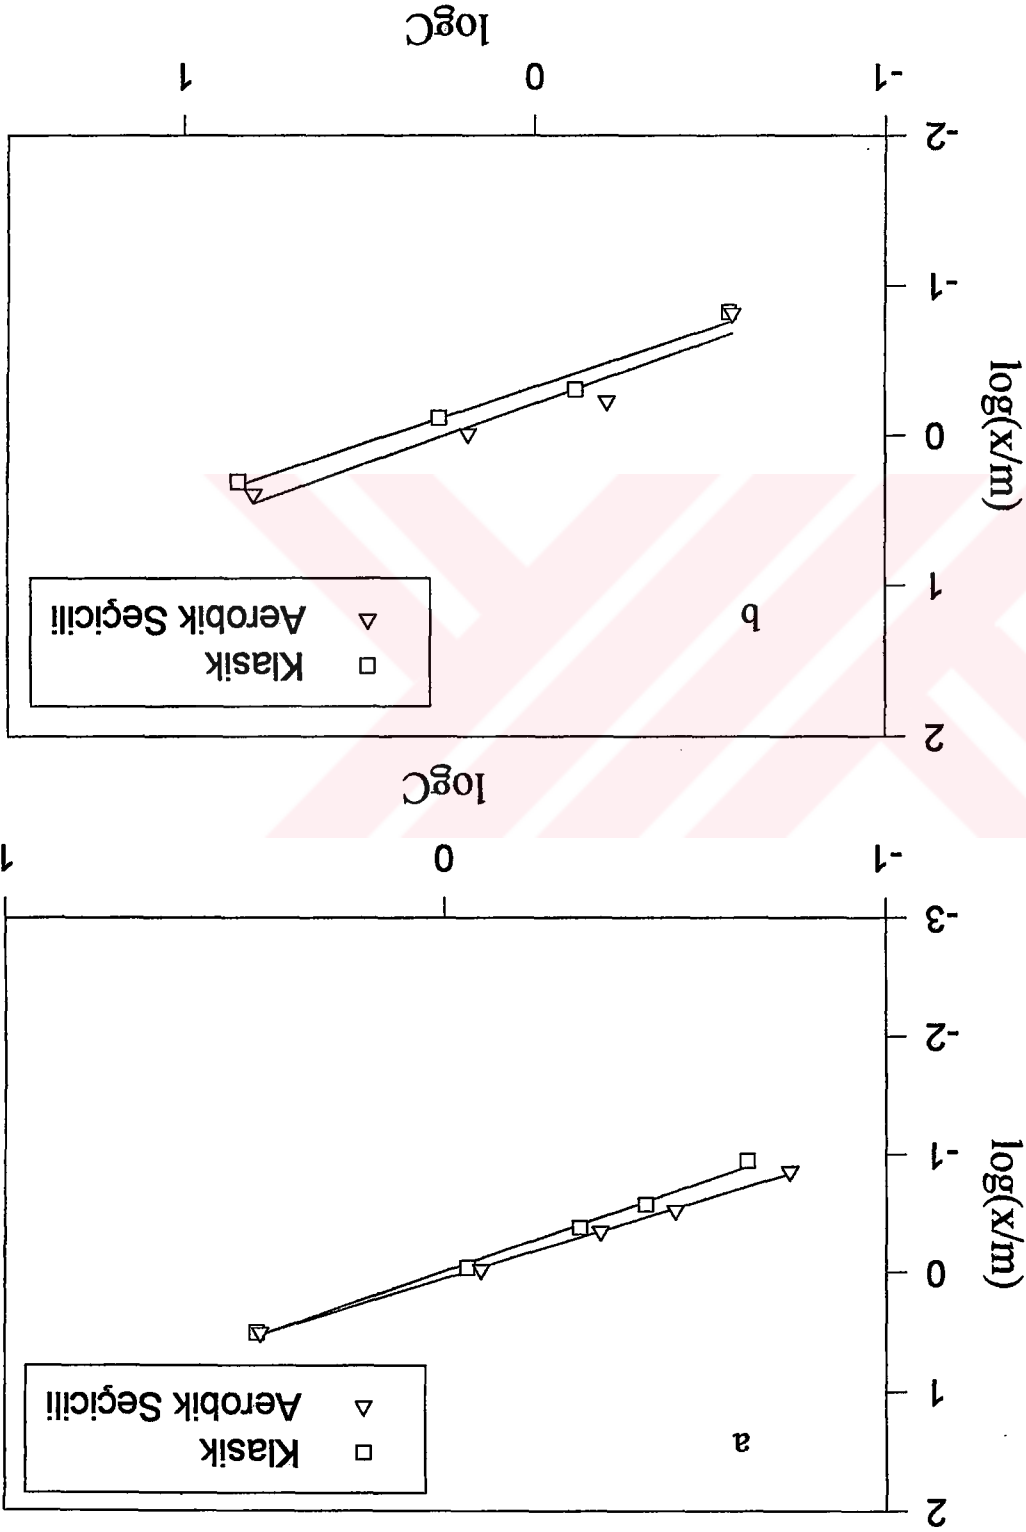 2
a
□ Klasik
△ Aerobik Seçicili
1
0
log(x/m)
-1
-2
-3
-1 0 1
logC
2
□ Klasik
△ Aerobik Seçicili
b
1
0
log(x/m)
-1
-2
-1 0 1
logC